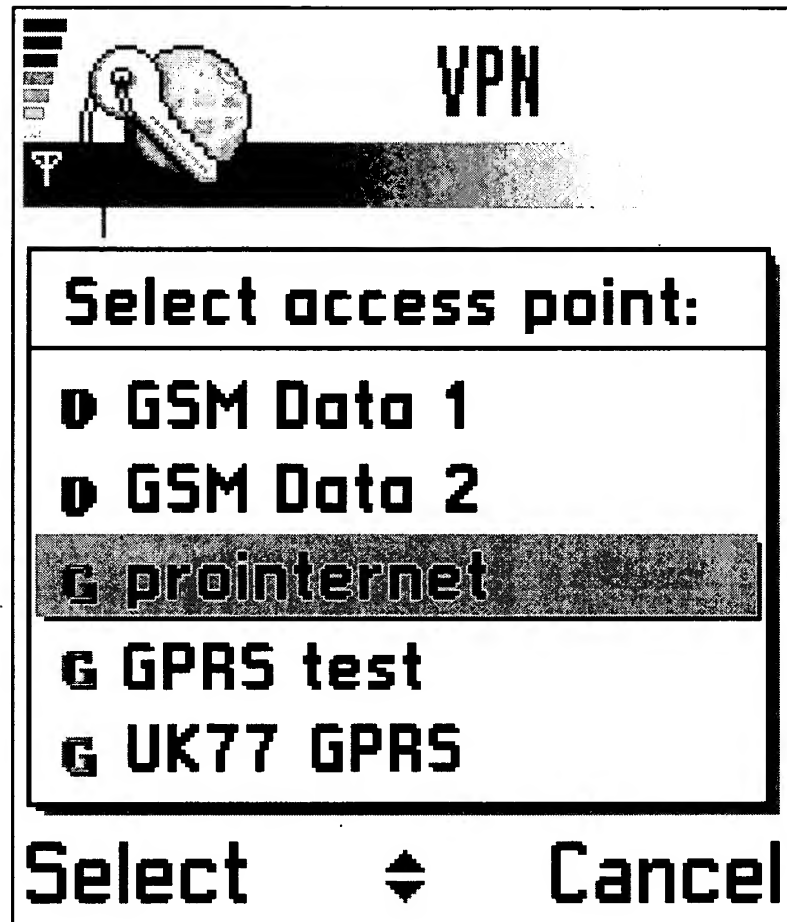 VPN
Select access point:
D GSM Data 1
D GSM Data 2
G prointernet
G GPRS test
G UK77 GPRS
Select Cancel